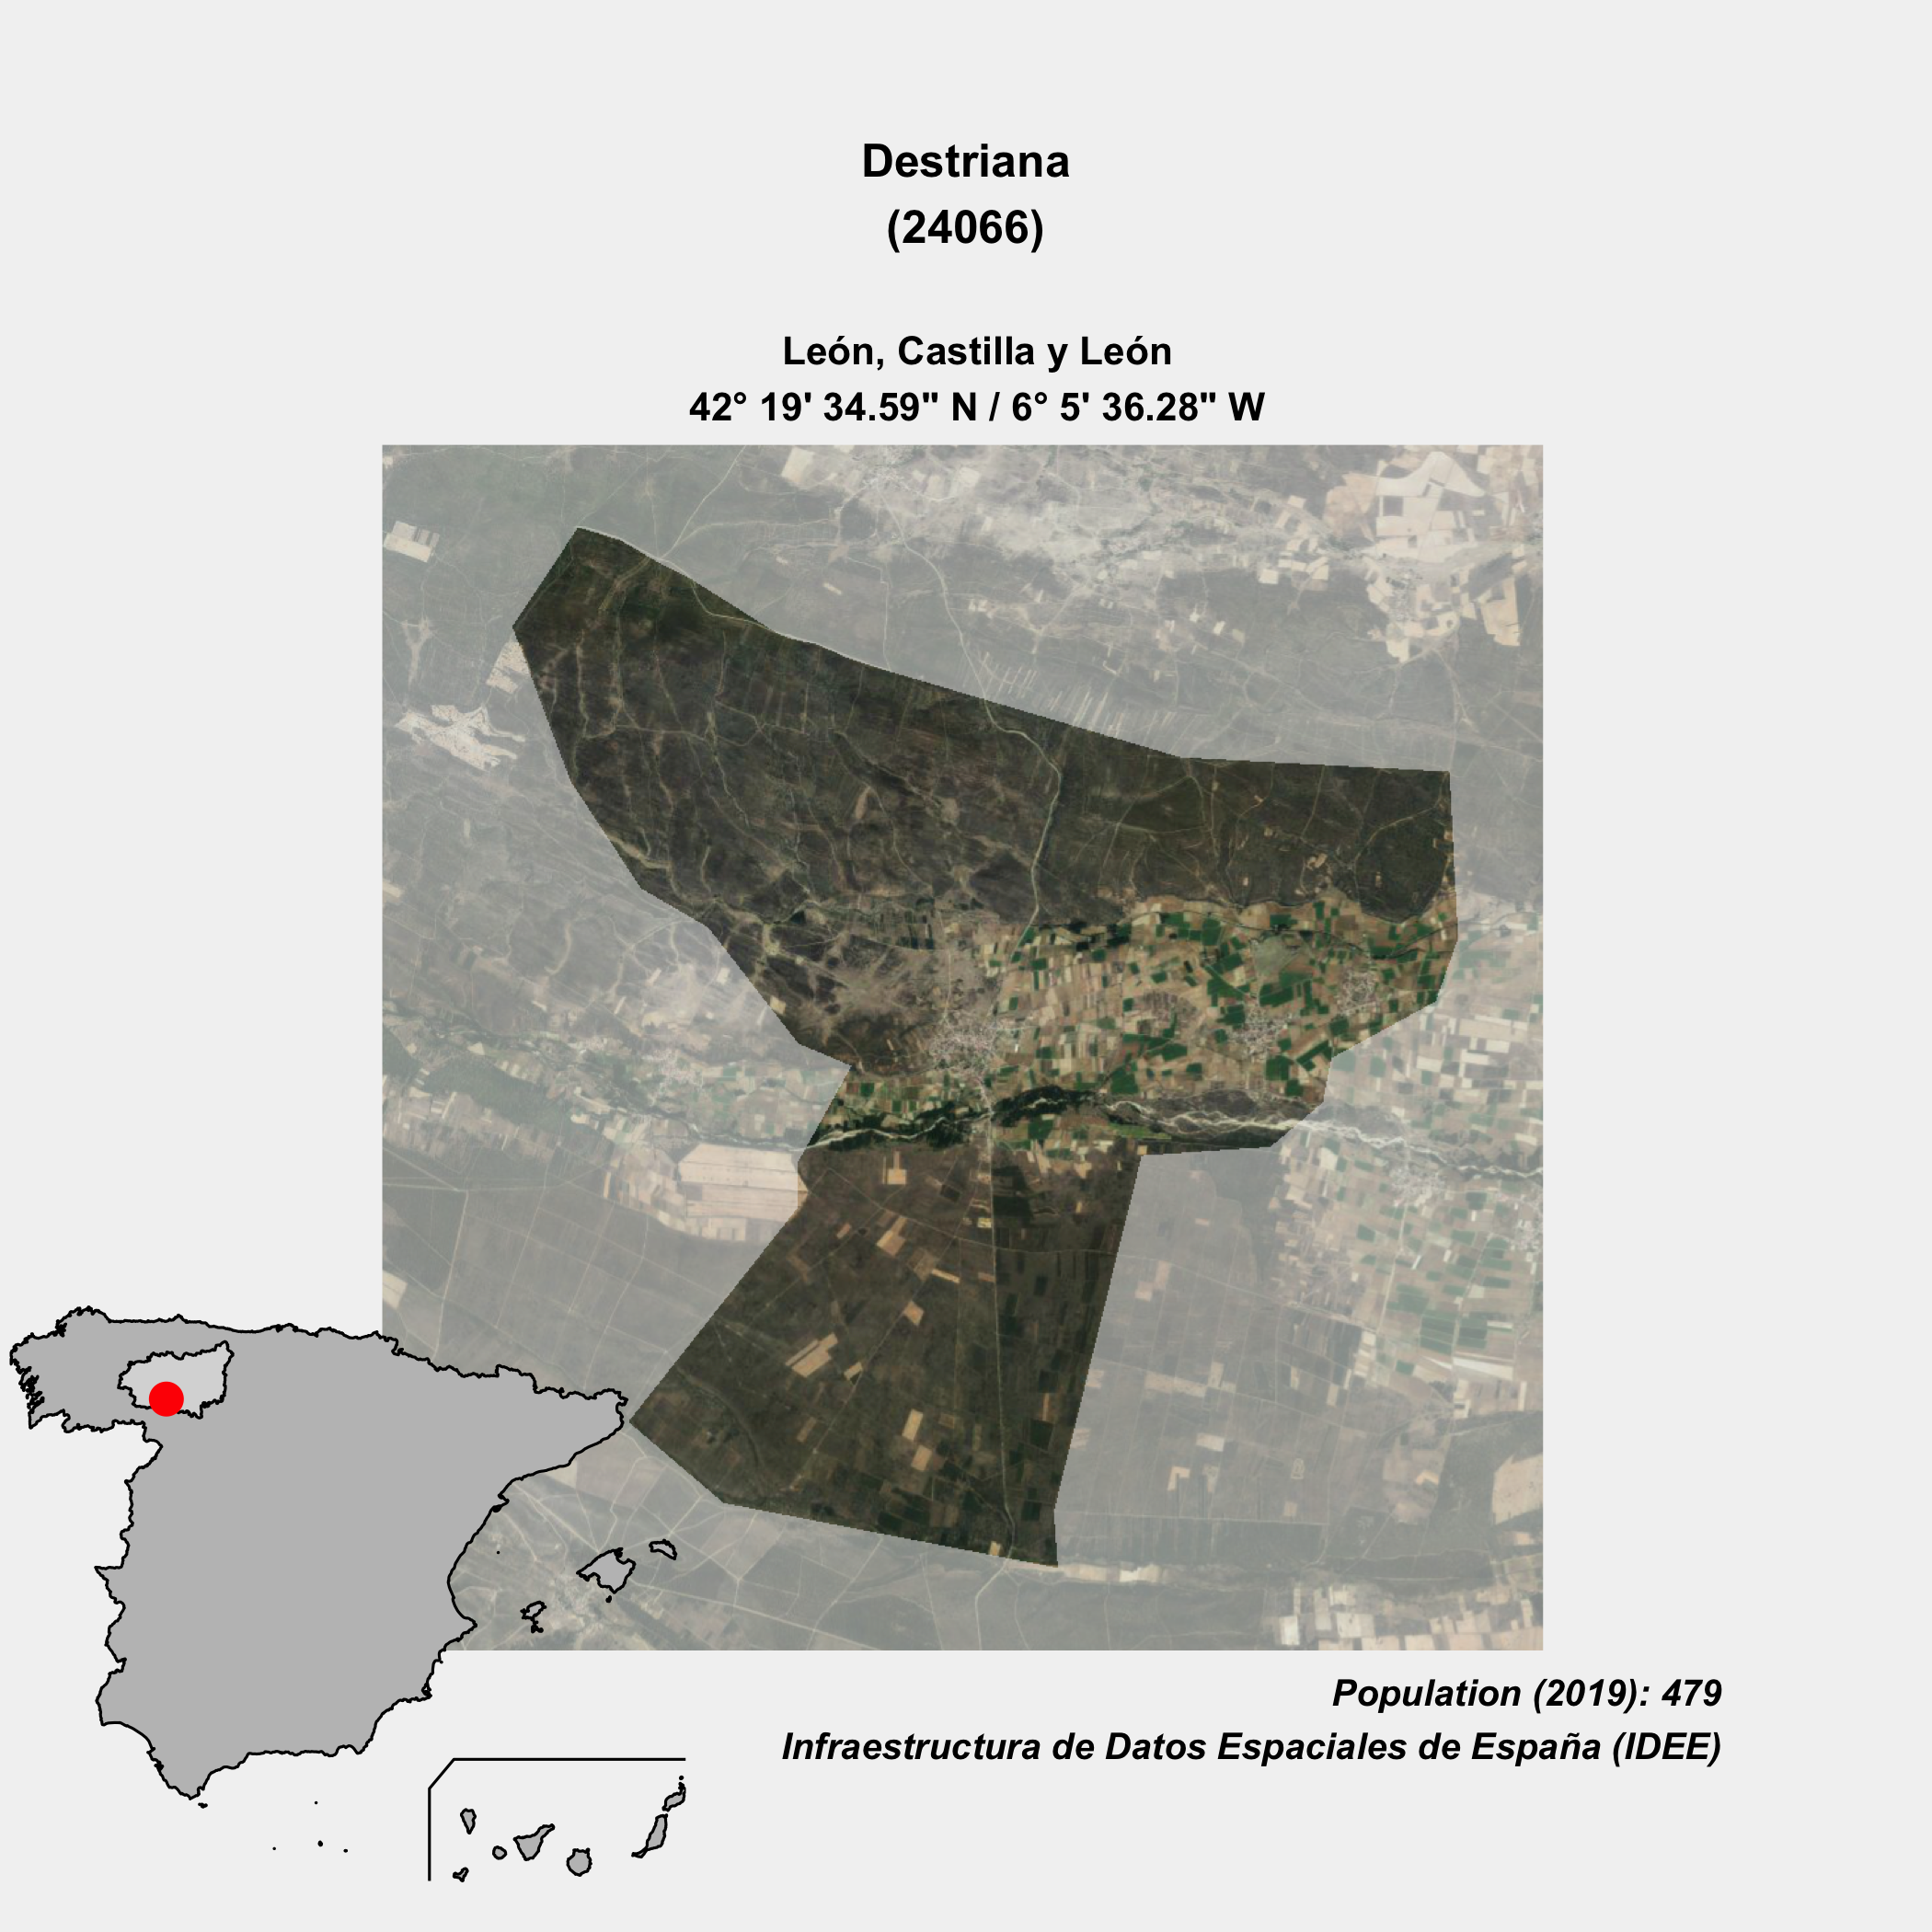 Destriana
(24066)
León, Castilla y León
42° 19' 34.59" N / 6° 5' 36.28" W
Population (2019): 479
Infraestructura de Datos Espaciales de España (IDEE)